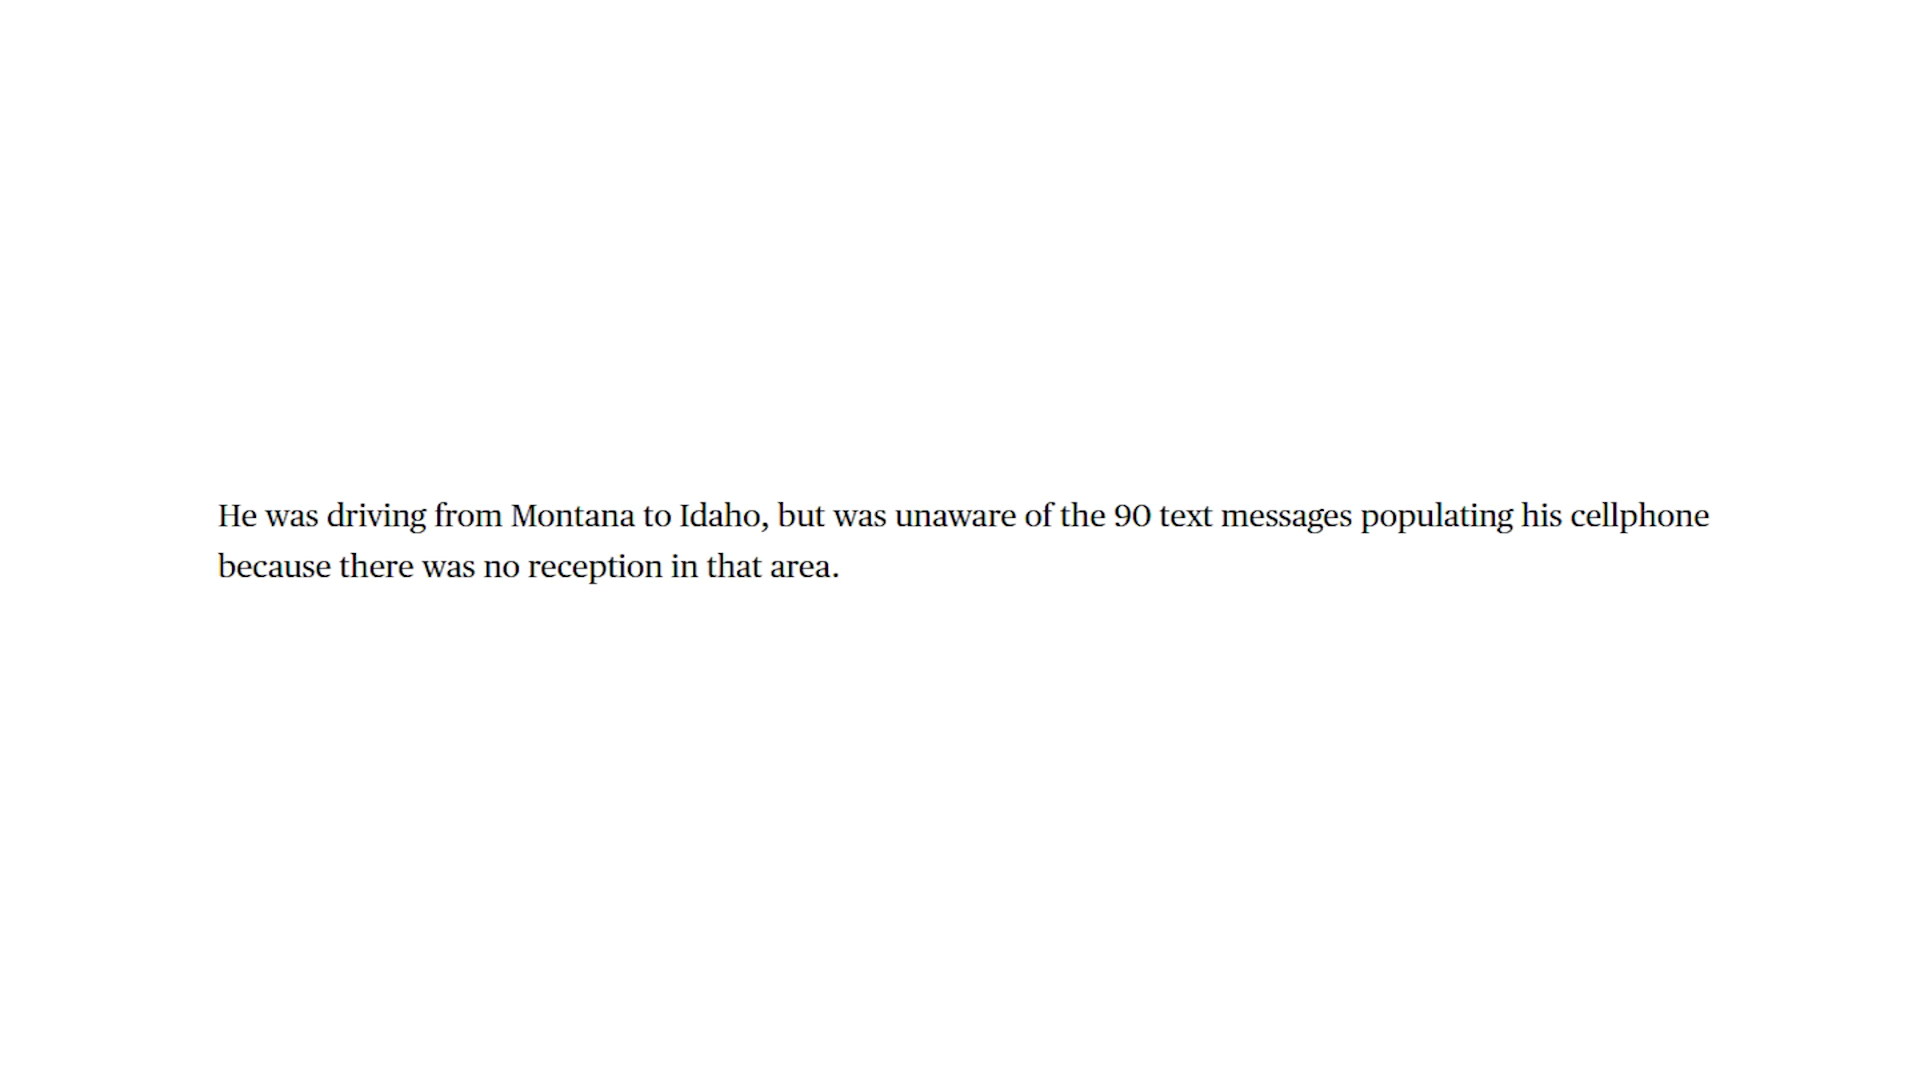 He was driving from Montana to Idaho, but was unaware of the 90 text messages populating his cellphone
because there was no reception in that area.